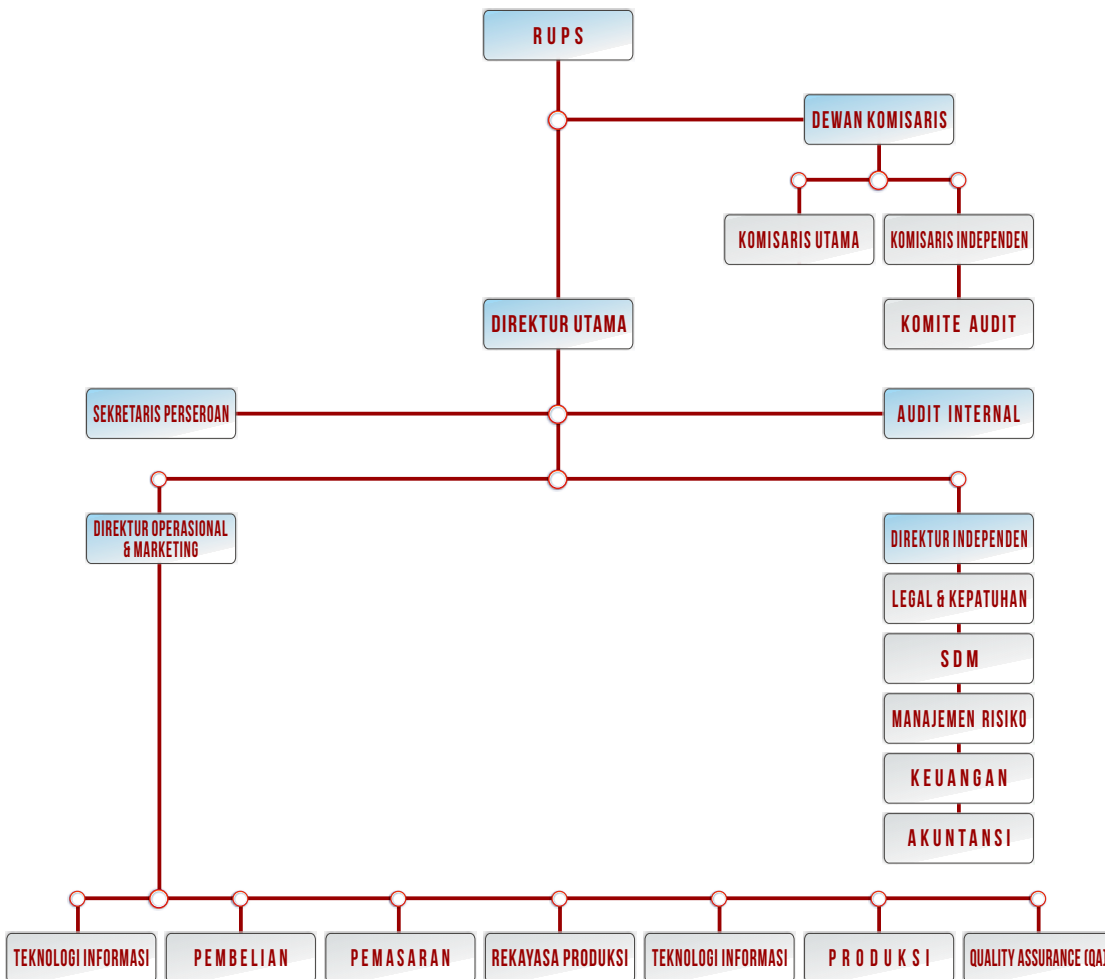 RUPS
DEWAN KOMISARIS
KOMISARIS UTAMA
KOMISARIS INDEPENDEN
DIREKTUR UTAMA
KOMITE AUDIT
SEKRETARIS PERSEROAN
AUDIT INTERNAL
DIREKTUR OPERASIONAL
& MARKETING
DIREKTUR INDEPENDEN
LEGAL & KEPATUHAN
SDM
MANAJEMEN RISIKO
KEUANGAN
AKUNTANSI
TEKNOLOGI INFORMASI
PEMBELIAN
PEMASARAN
REKAYASA PRODUKSI
TEKNOLOGI INFORMASI
PRODUKSI
QUALITY ASSURANCE (QA)